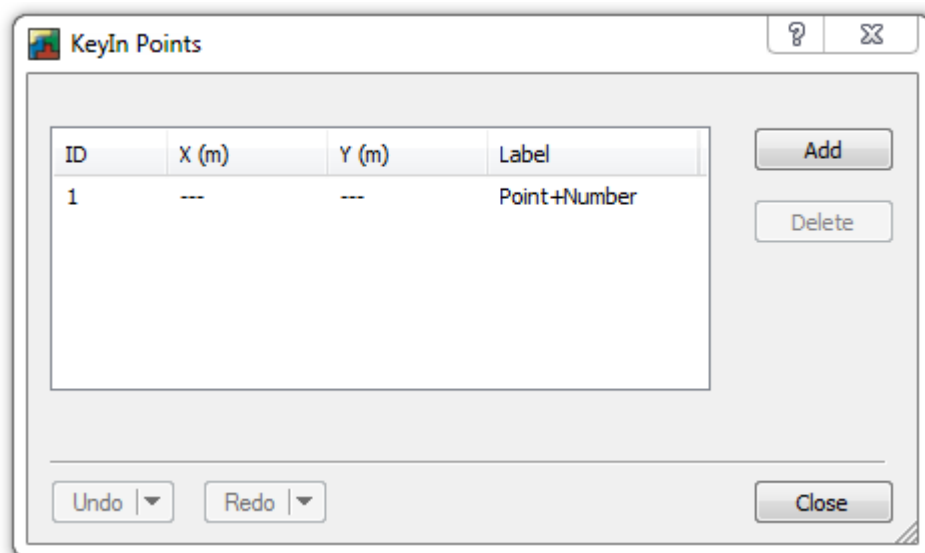 KeyIn Points
ID X (m) Y (m) Label
1 --- --- Point+Number
Add
Delete
Undo Redo
Close